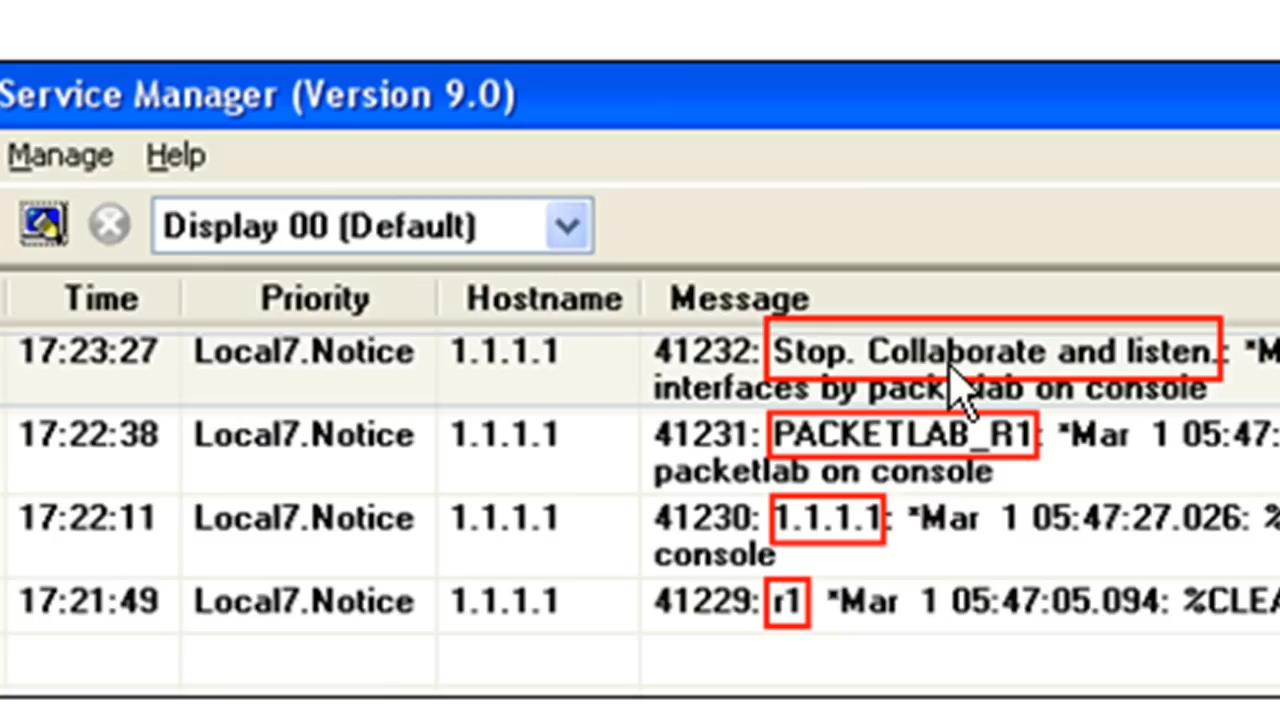 Service Manager (Version 9.0)
Manage Help
Display 00 (Default)
Time Priority Hostname Message
17:23:27 Local7.Notice 1.1.1.1 41232: Stop. Collaborate and listen.: *M
interfaces by packetlab on console
17:22:38 Local7.Notice 1.1.1.1 41231: PACKETLAB_R1: *Mar 1 05:47:
packetlab on console
17:22:11 Local7.Notice 1.1.1.1 41230: 1.1.1.1: *Mar 1 05:47:27.026: %
console
17:21:49 Local7.Notice 1.1.1.1 41229: r1 *Mar 1 05:47:05.094: %CLEA